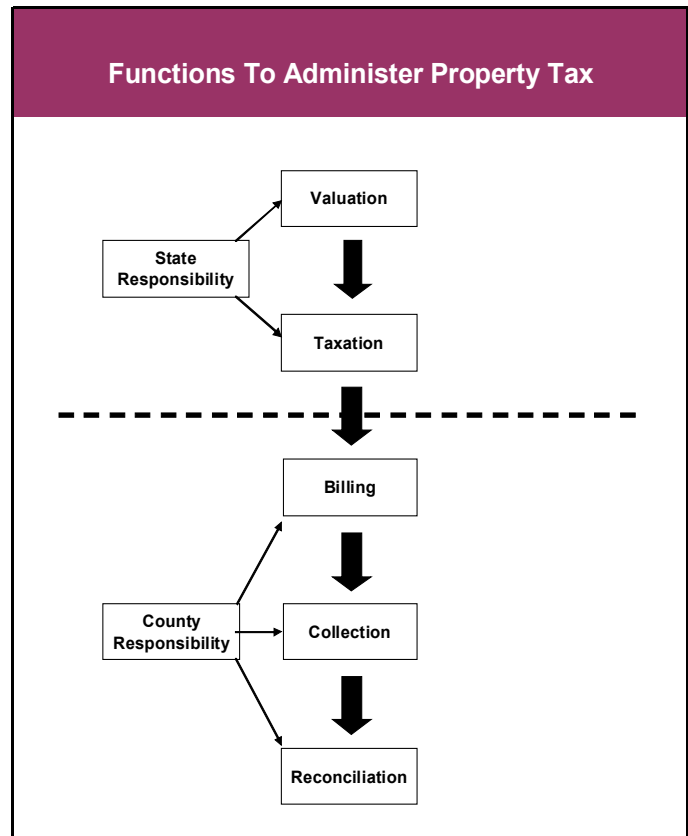 Functions To Administer Property Tax
Valuation
State
Responsibility
Taxation
Billing
County
Responsibility
Collection
Reconciliation